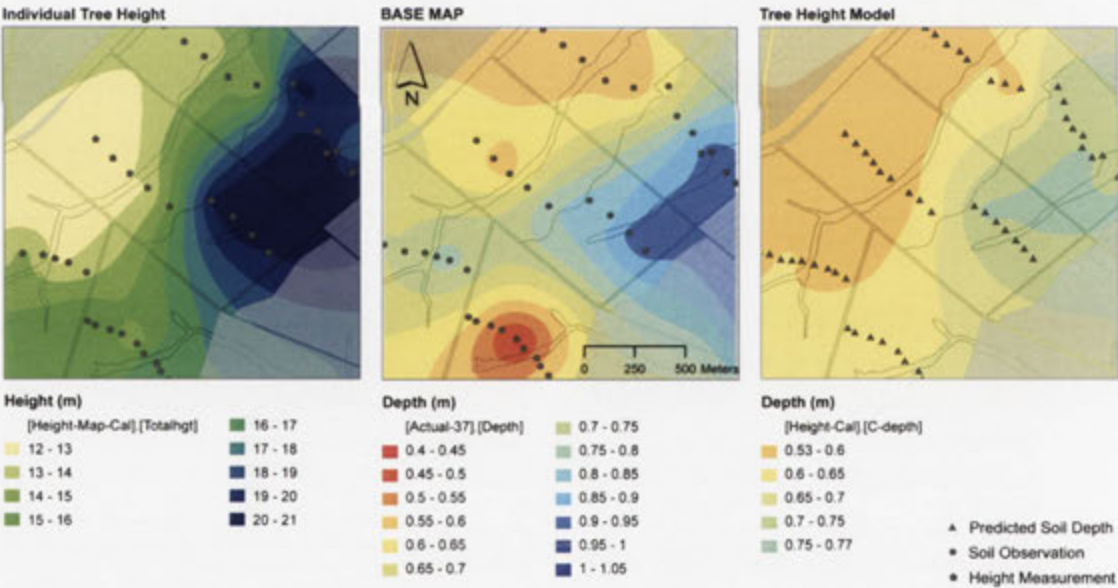 Individual Tree Height
BASE MAP
Tree Height Model
N
0 250 500 Meters
Height (m)
[Height-Map-Cal].[Totalhgt]
12 - 13
13 - 14
14 - 15
15 - 16
16 - 17
17 - 18
18 - 19
19 - 20
20 - 21
Depth (m)
[Actual-37].[Depth]
0.4 - 0.45
0.45 - 0.5
0.5 - 0.55
0.55 - 0.6
0.6 - 0.65
0.65 - 0.7
0.7 - 0.75
0.75 - 0.8
0.8 - 0.85
0.85 - 0.9
0.9 - 0.95
0.95 - 1
1 - 1.05
Depth (m)
[Height-Cal].[C-depth]
0.53 - 0.6
0.6 - 0.65
0.65 - 0.7
0.7 - 0.75
0.75 - 0.77
Predicted Soil Depth
Soil Observation
Height Measurement